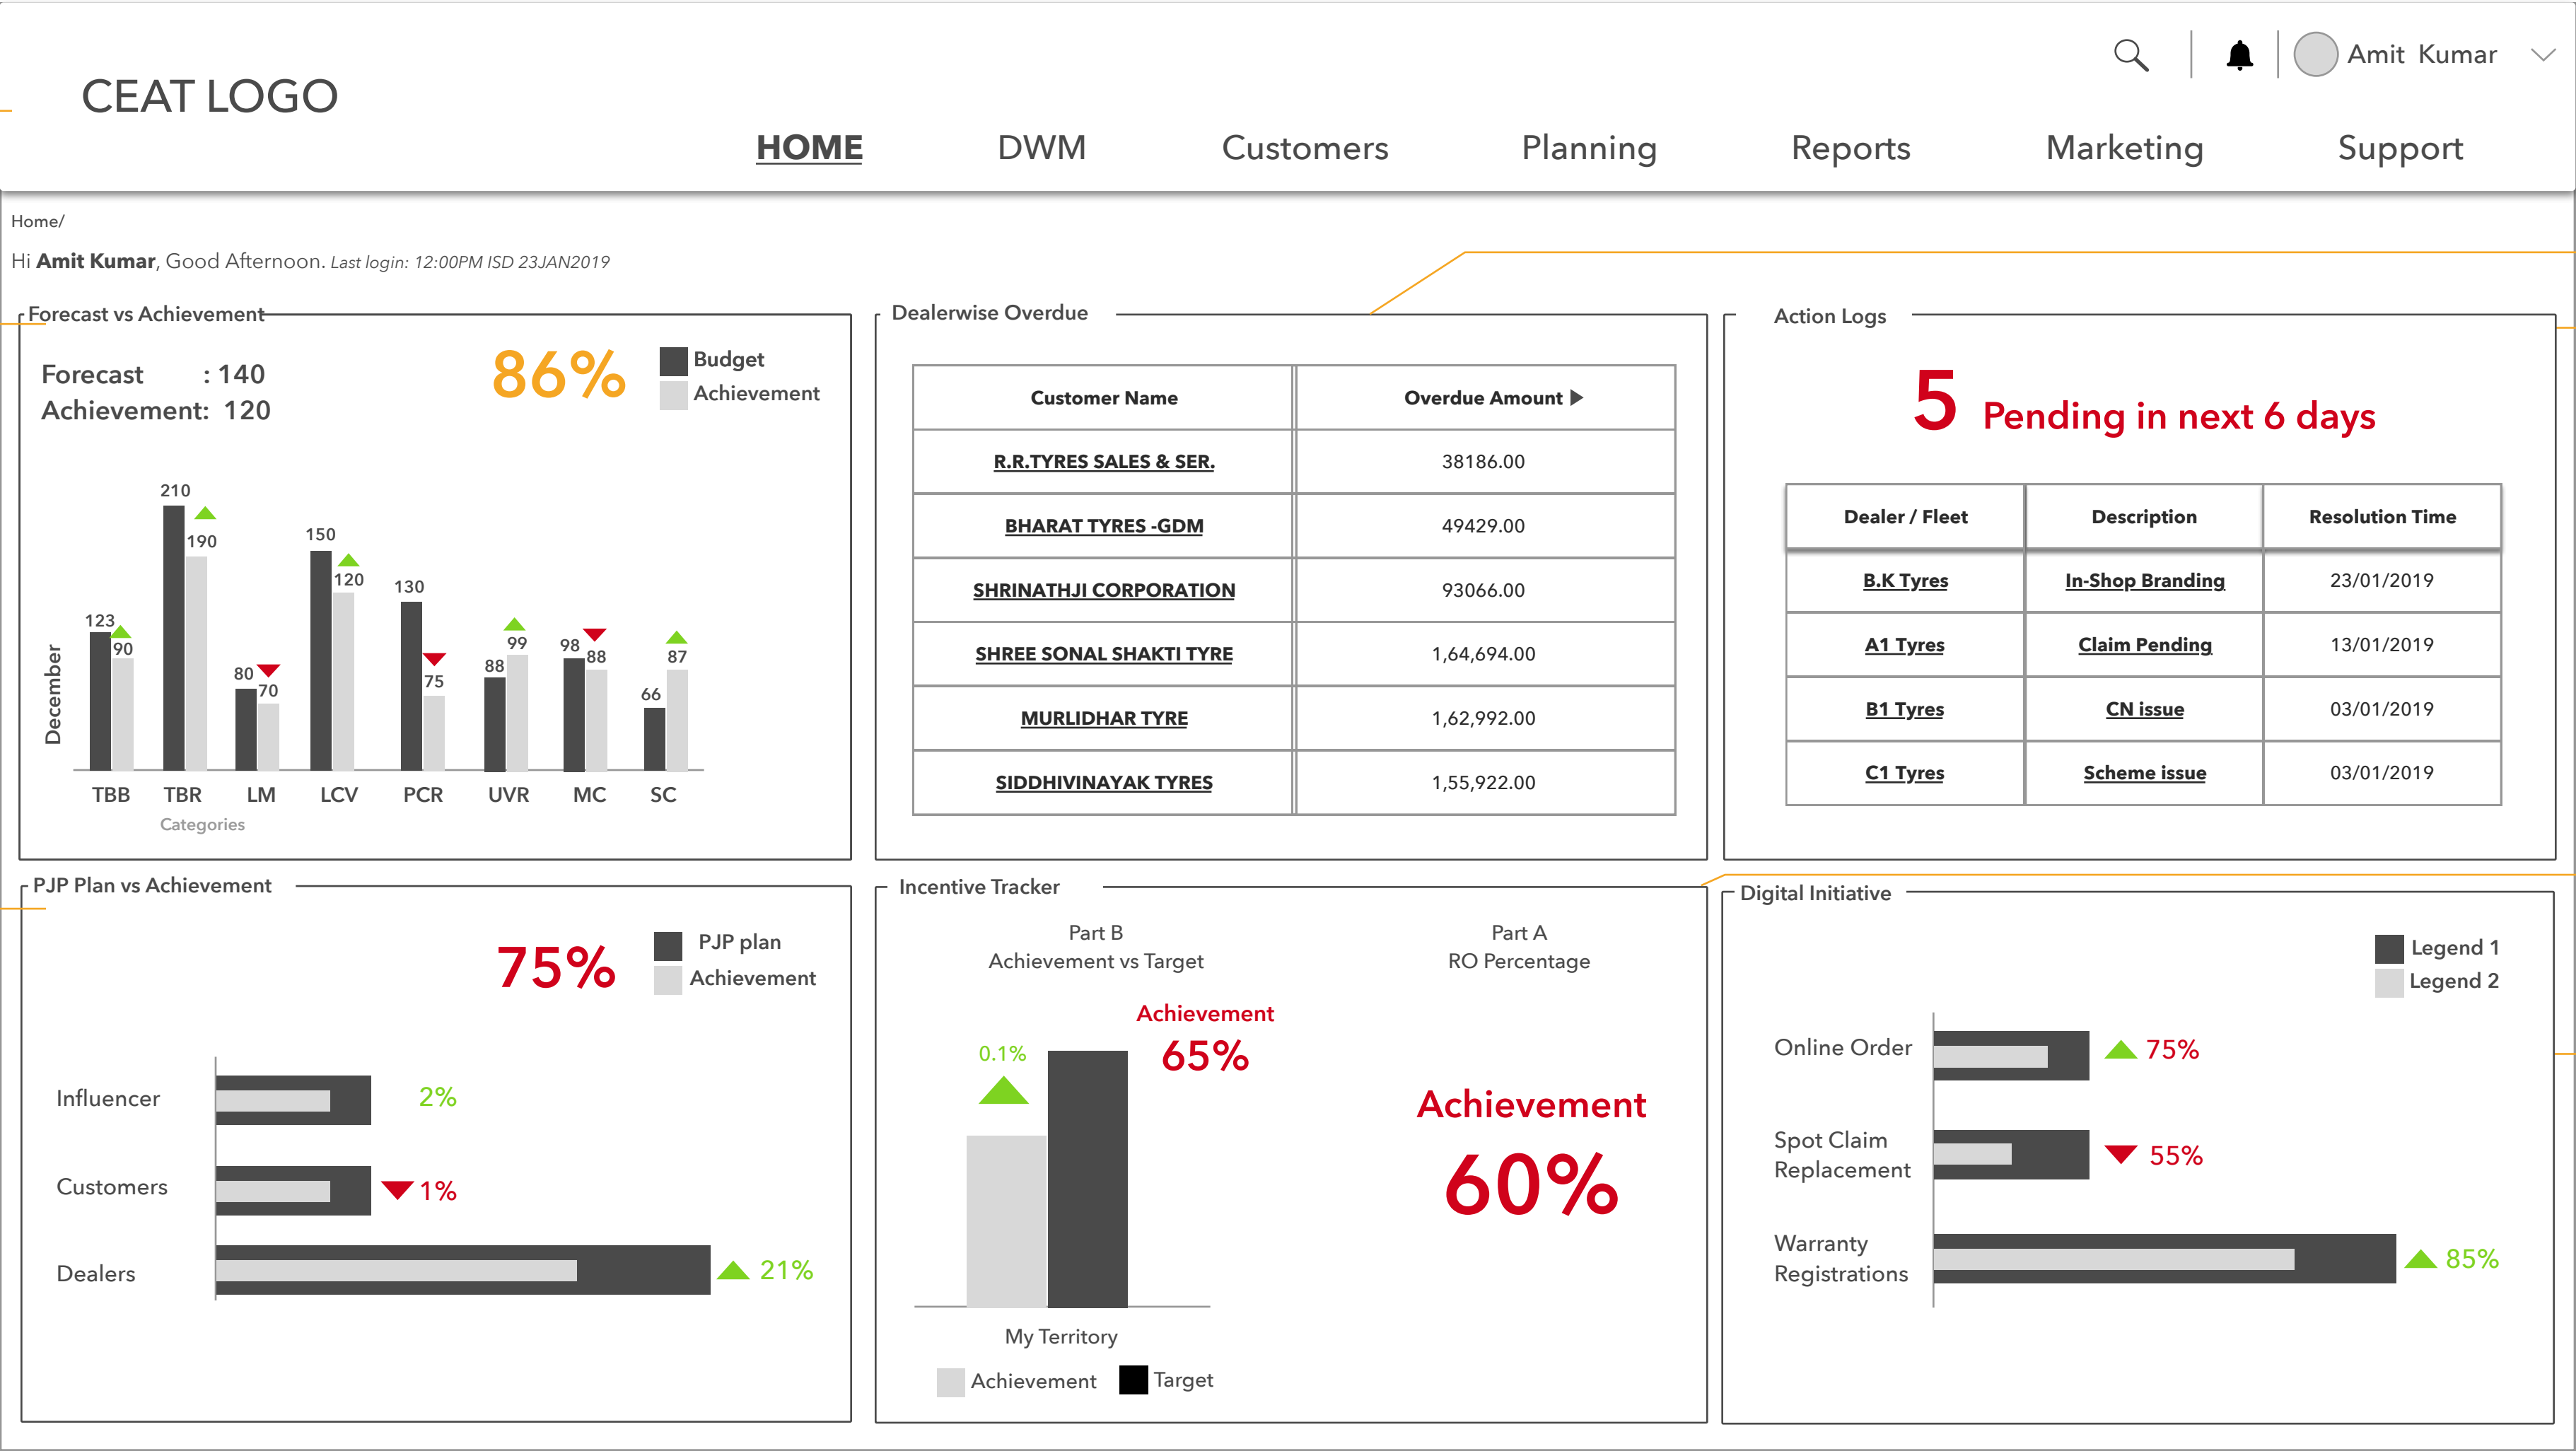 CEAT LOGO
Amit Kumar
HOME DWM Customers Planning Reports Marketing Support
Home/
Hi Amit Kumar, Good Afternoon. Last login: 12:00PM ISD 23JAN2019
Forecast vs Achievement
Forecast : 140
Achievement: 120
86%
Budget
Achievement
December
123
90
210
190
80
70
150
120
130
75
88
99
98
88
66
87
TBB TBR LM LCV PCR UVR MC SC
Categories
Dealerwise Overdue
Customer Name Overdue Amount
R.R.TYRES SALES & SER. 38186.00
BHARAT TYRES -GDM 49429.00
SHRINATHJI CORPORATION 93066.00
SHREE SONAL SHAKTI TYRE 1,64,694.00
MURLIDHAR TYRE 1,62,992.00
SIDDHIVINAYAK TYRES 1,55,922.00
Action Logs
5 Pending in next 6 days
Dealer / Fleet Description Resolution Time
B.K Tyres In-Shop Branding 23/01/2019
A1 Tyres Claim Pending 13/01/2019
B1 Tyres CN issue 03/01/2019
C1 Tyres Scheme issue 03/01/2019
PJP Plan vs Achievement
75%
PJP plan
Achievement
Influencer 2%
Customers 1%
Dealers 21%
Incentive Tracker
Part B
Achievement vs Target
Achievement
65%
0.1%
My Territory
Achievement Target
Part A
RO Percentage
Achievement
60%
Digital Initiative
Legend 1
Legend 2
Online Order 75%
Spot Claim
Replacement
55%
Warranty
Registrations
85%